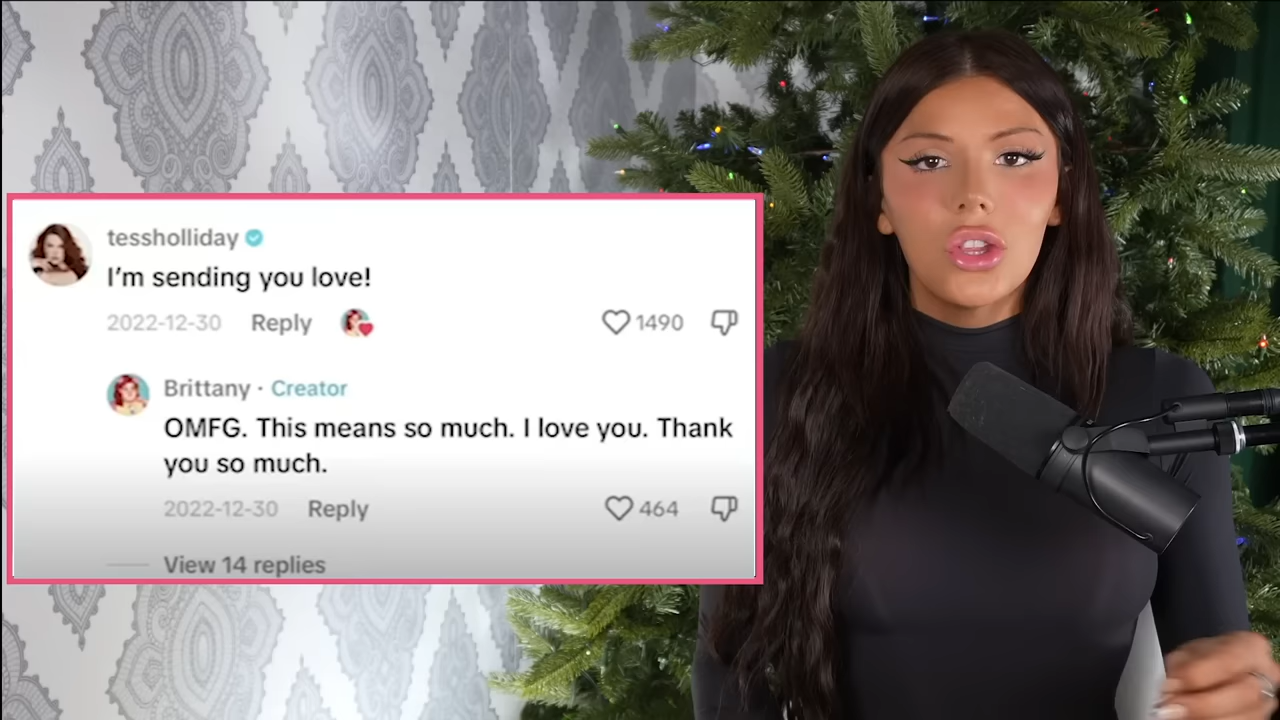 tessholliday
I'm sending you love!
2022-12-30 Reply
1490
Brittany · Creator
OMFG. This means so much. I love you. Thank
you so much.
2022-12-30 Reply
464
View 14 replies